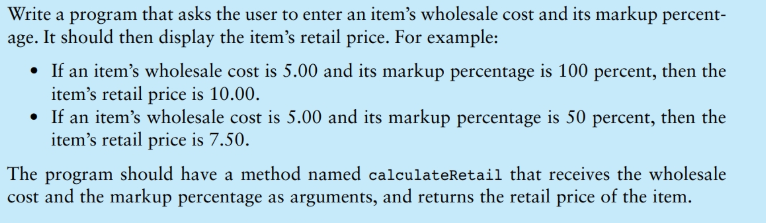 Write a program that asks the user to enter an item’s wholesale cost and its markup percent-
age. It should then display the item’s retail price. For example:
• If an item’s wholesale cost is 5.00 and its markup percentage is 100 percent, then the
item’s retail price is 10.00.
• If an item’s wholesale cost is 5.00 and its markup percentage is 50 percent, then the
item’s retail price is 7.50.
The program should have a method named calculateRetail that receives the wholesale
cost and the markup percentage as arguments, and returns the retail price of the item.